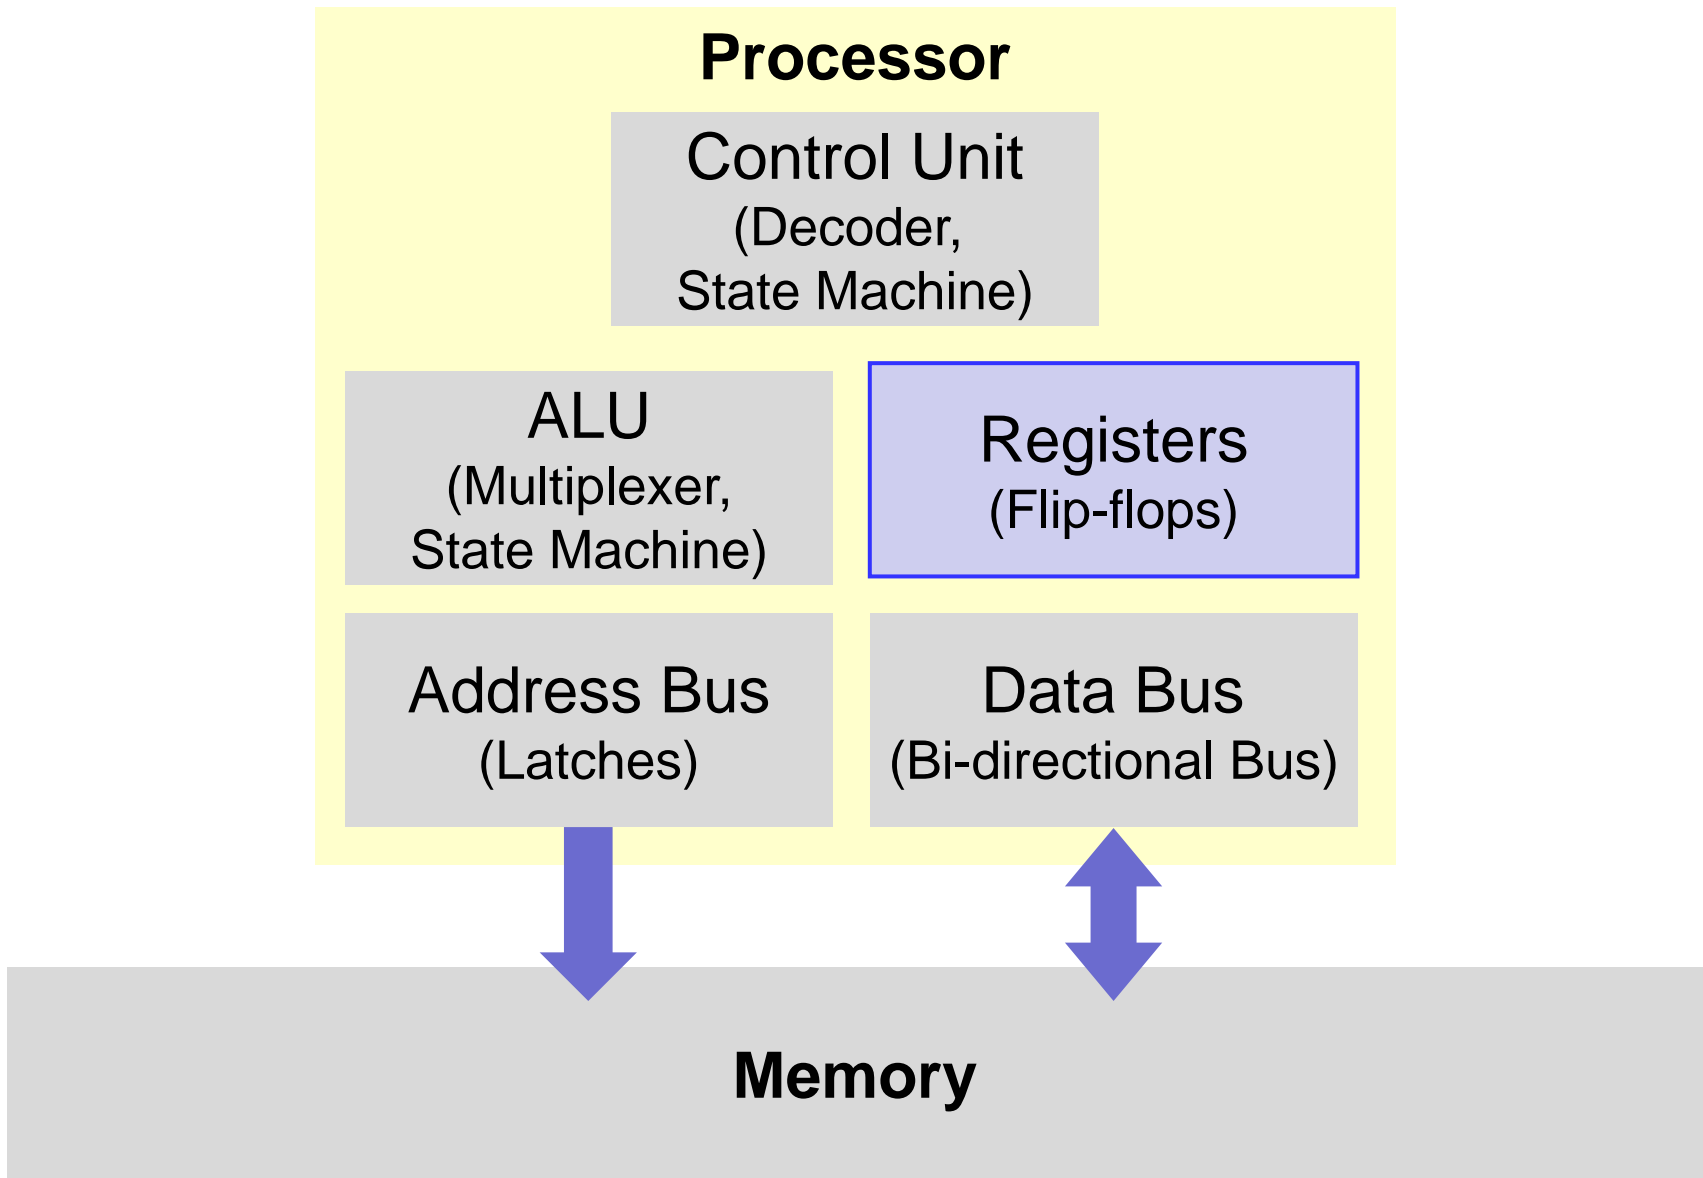 Processor
Control Unit
(Decoder,
State Machine)
ALU
(Multiplexer,
State Machine)
Registers
(Flip-flops)
Address Bus
(Latches)
Data Bus
(Bi-directional Bus)
Memory